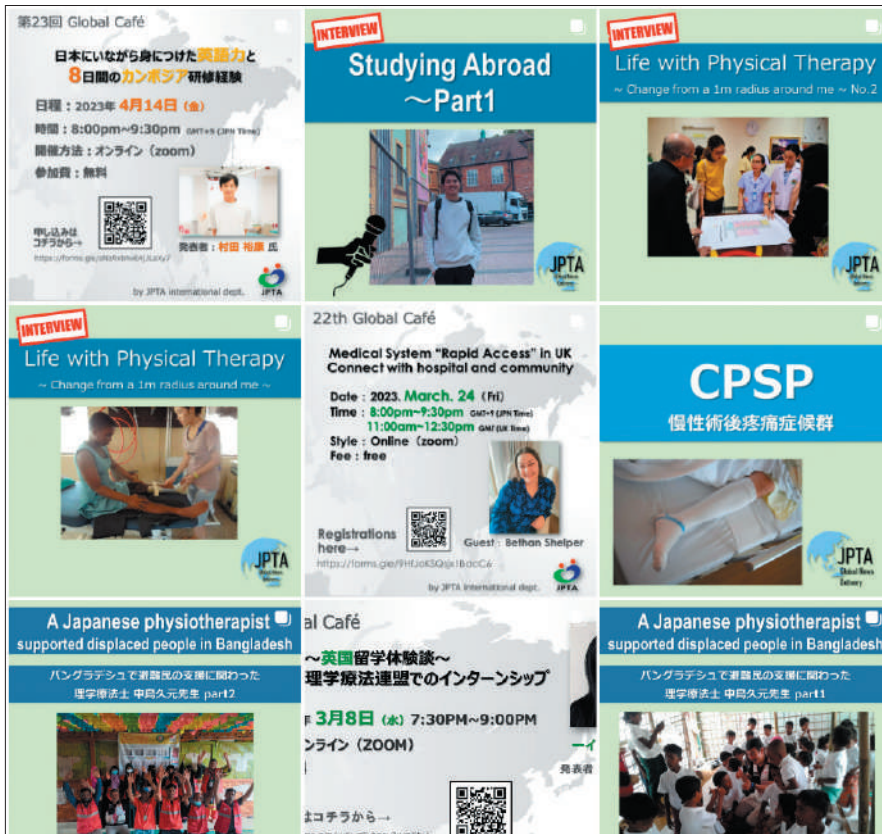 第23回 Global Café
日本にいながら身につけた英語力と
8日間のカンボジア研修経験
日程：2023年 4月14日（金）
時間：8:00pm~9:30pm GMT+9 (JPN Time)
開催方法：オンライン（zoom）
参加費：無料
申し込みは
コチラから→
発表者：村田 裕康 氏
by JPTA international dept.
JPTA
INTERVIEW
Studying Abroad
～Part1
JPTA
Global News
Delivery
INTERVIEW
Life with Physical Therapy
~ Change from a 1m radius around me ~ No.2
JPTA
Global News
Delivery
INTERVIEW
Life with Physical Therapy
~ Change from a 1m radius around me ~
JPTA
Global News
Delivery
22th Global Café
Medical System “Rapid Access” in UK
Connect with hospital and community
Date : 2023. March. 24 (Fri)
Time : 8:00pm~9:30pm GMT+9 (JPN Time)
11:00am~12:30pm GMT (UK Time)
Style : Online (zoom)
Fee : free
Registrations
here→
Guest : Bethan Shelper
by JPTA international dept.
JPTA
CPSP
慢性術後疼痛症候群
JPTA
Global News
Delivery
A Japanese physiotherapist
supported displaced people in Bangladesh
バングラデシュで避難民の支援に関わった
理学療法士 中島久元先生 part2
al Café
～英国留学体験談～
理学療法連盟でのインターンシップ
3月8日（水）7:30PM~9:00PM
ンライン（ZOOM）
発表者
はコチラから→
A Japanese physiotherapist
supported displaced people in Bangladesh
バングラデシュで避難民の支援に関わった
理学療法士 中島久元先生 part1